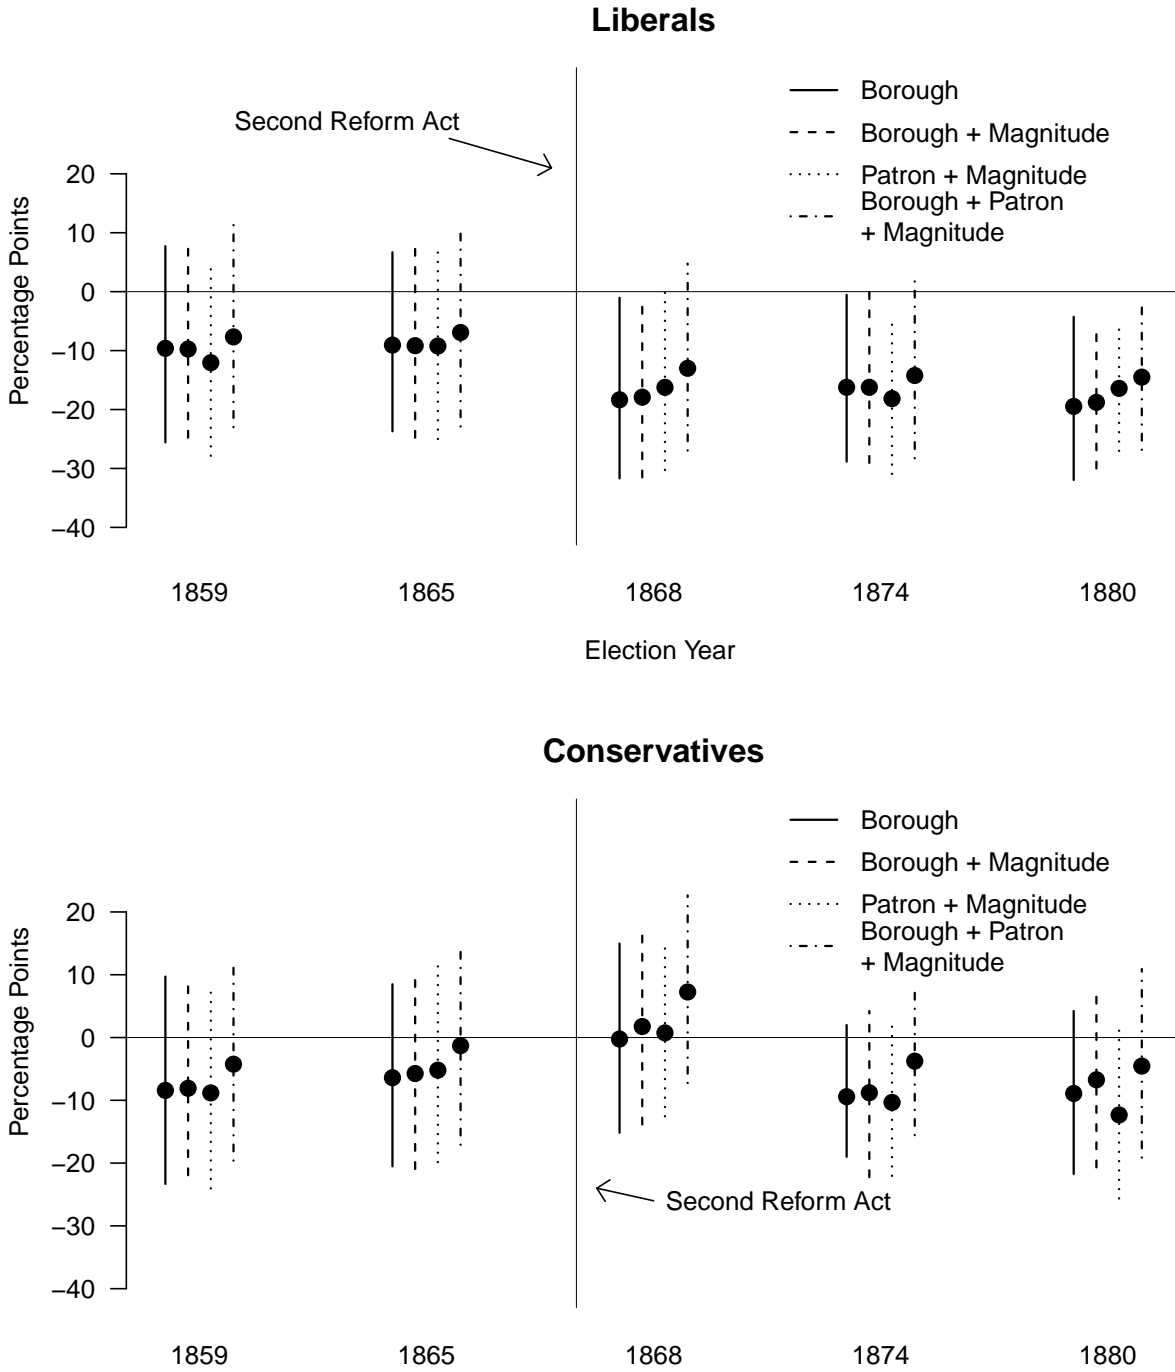 Liberals
Second Reform Act
Borough
Borough + Magnitude
Patron + Magnitude
Borough + Patron
+ Magnitude
Percentage Points
20
10
0
−10
−20
−30
−40
1859 1865 1868 1874 1880
Election Year
Conservatives
Borough
Borough + Magnitude
Patron + Magnitude
Borough + Patron
+ Magnitude
Percentage Points
20
10
0
−10
−20
−30
−40
Second Reform Act
1859 1865 1868 1874 1880